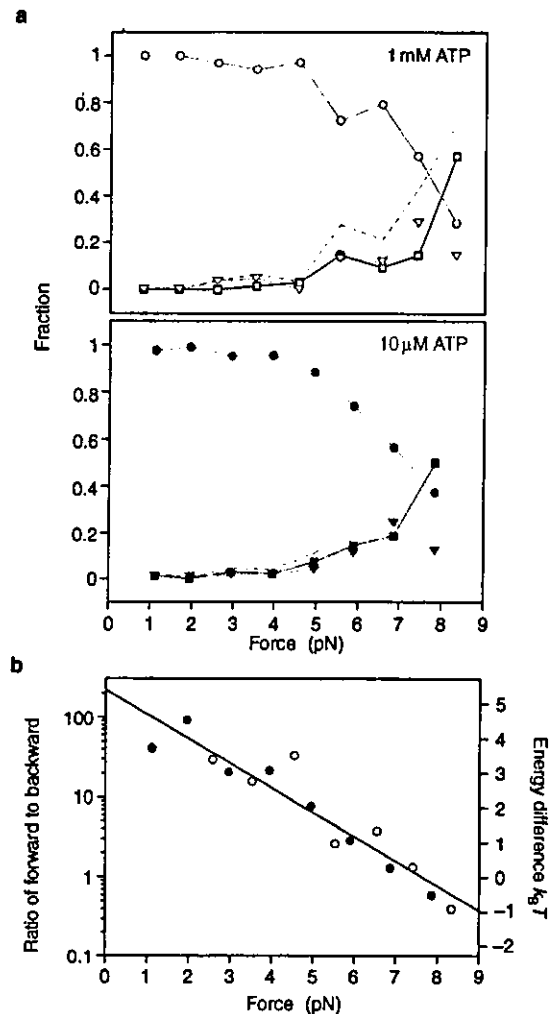 a
1 mM ATP
1
0.8
0.6
0.4
0.2
0
Fraction
10 μM ATP
1
0.8
0.6
0.4
0.2
0
0 1 2 3 4 5 6 7 8 9
Force (pN)
b
100
10
1
0.1
Ratio of forward to backward
5
4
3
2
1
0
−1
−2
Energy difference kBT
0 1 2 3 4 5 6 7 8 9
Force (pN)